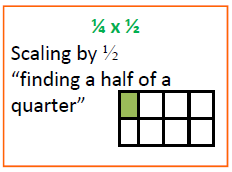 ¼ x ½
Scaling by ½
“finding a half of a
quarter”